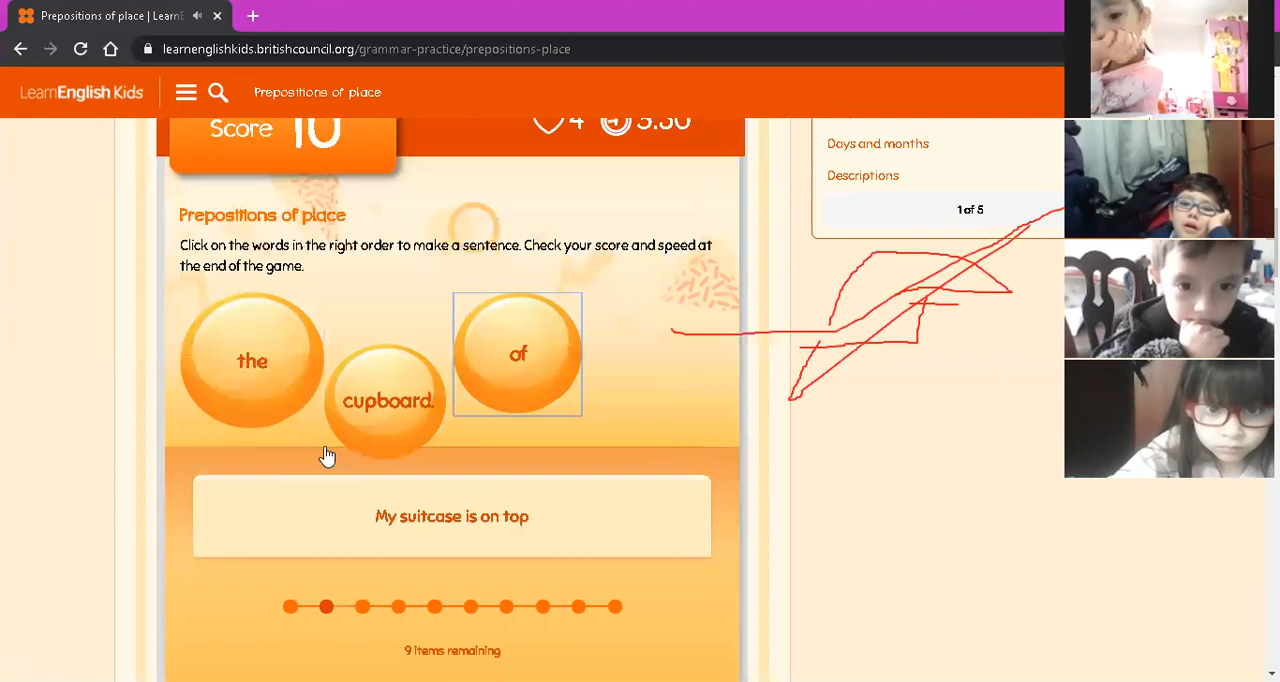 Prepositions of place | LearnE
learnenglishkids.britishcouncil.org/grammar-practice/prepositions-place
LearnEnglish Kids
Prepositions of place
Score 10
4
3:30
Days and months
Descriptions
1 of 5
Prepositions of place
Click on the words in the right order to make a sentence. Check your score and speed at
the end of the game.
the
cupboard.
of
My suitcase is on top
9 items remaining